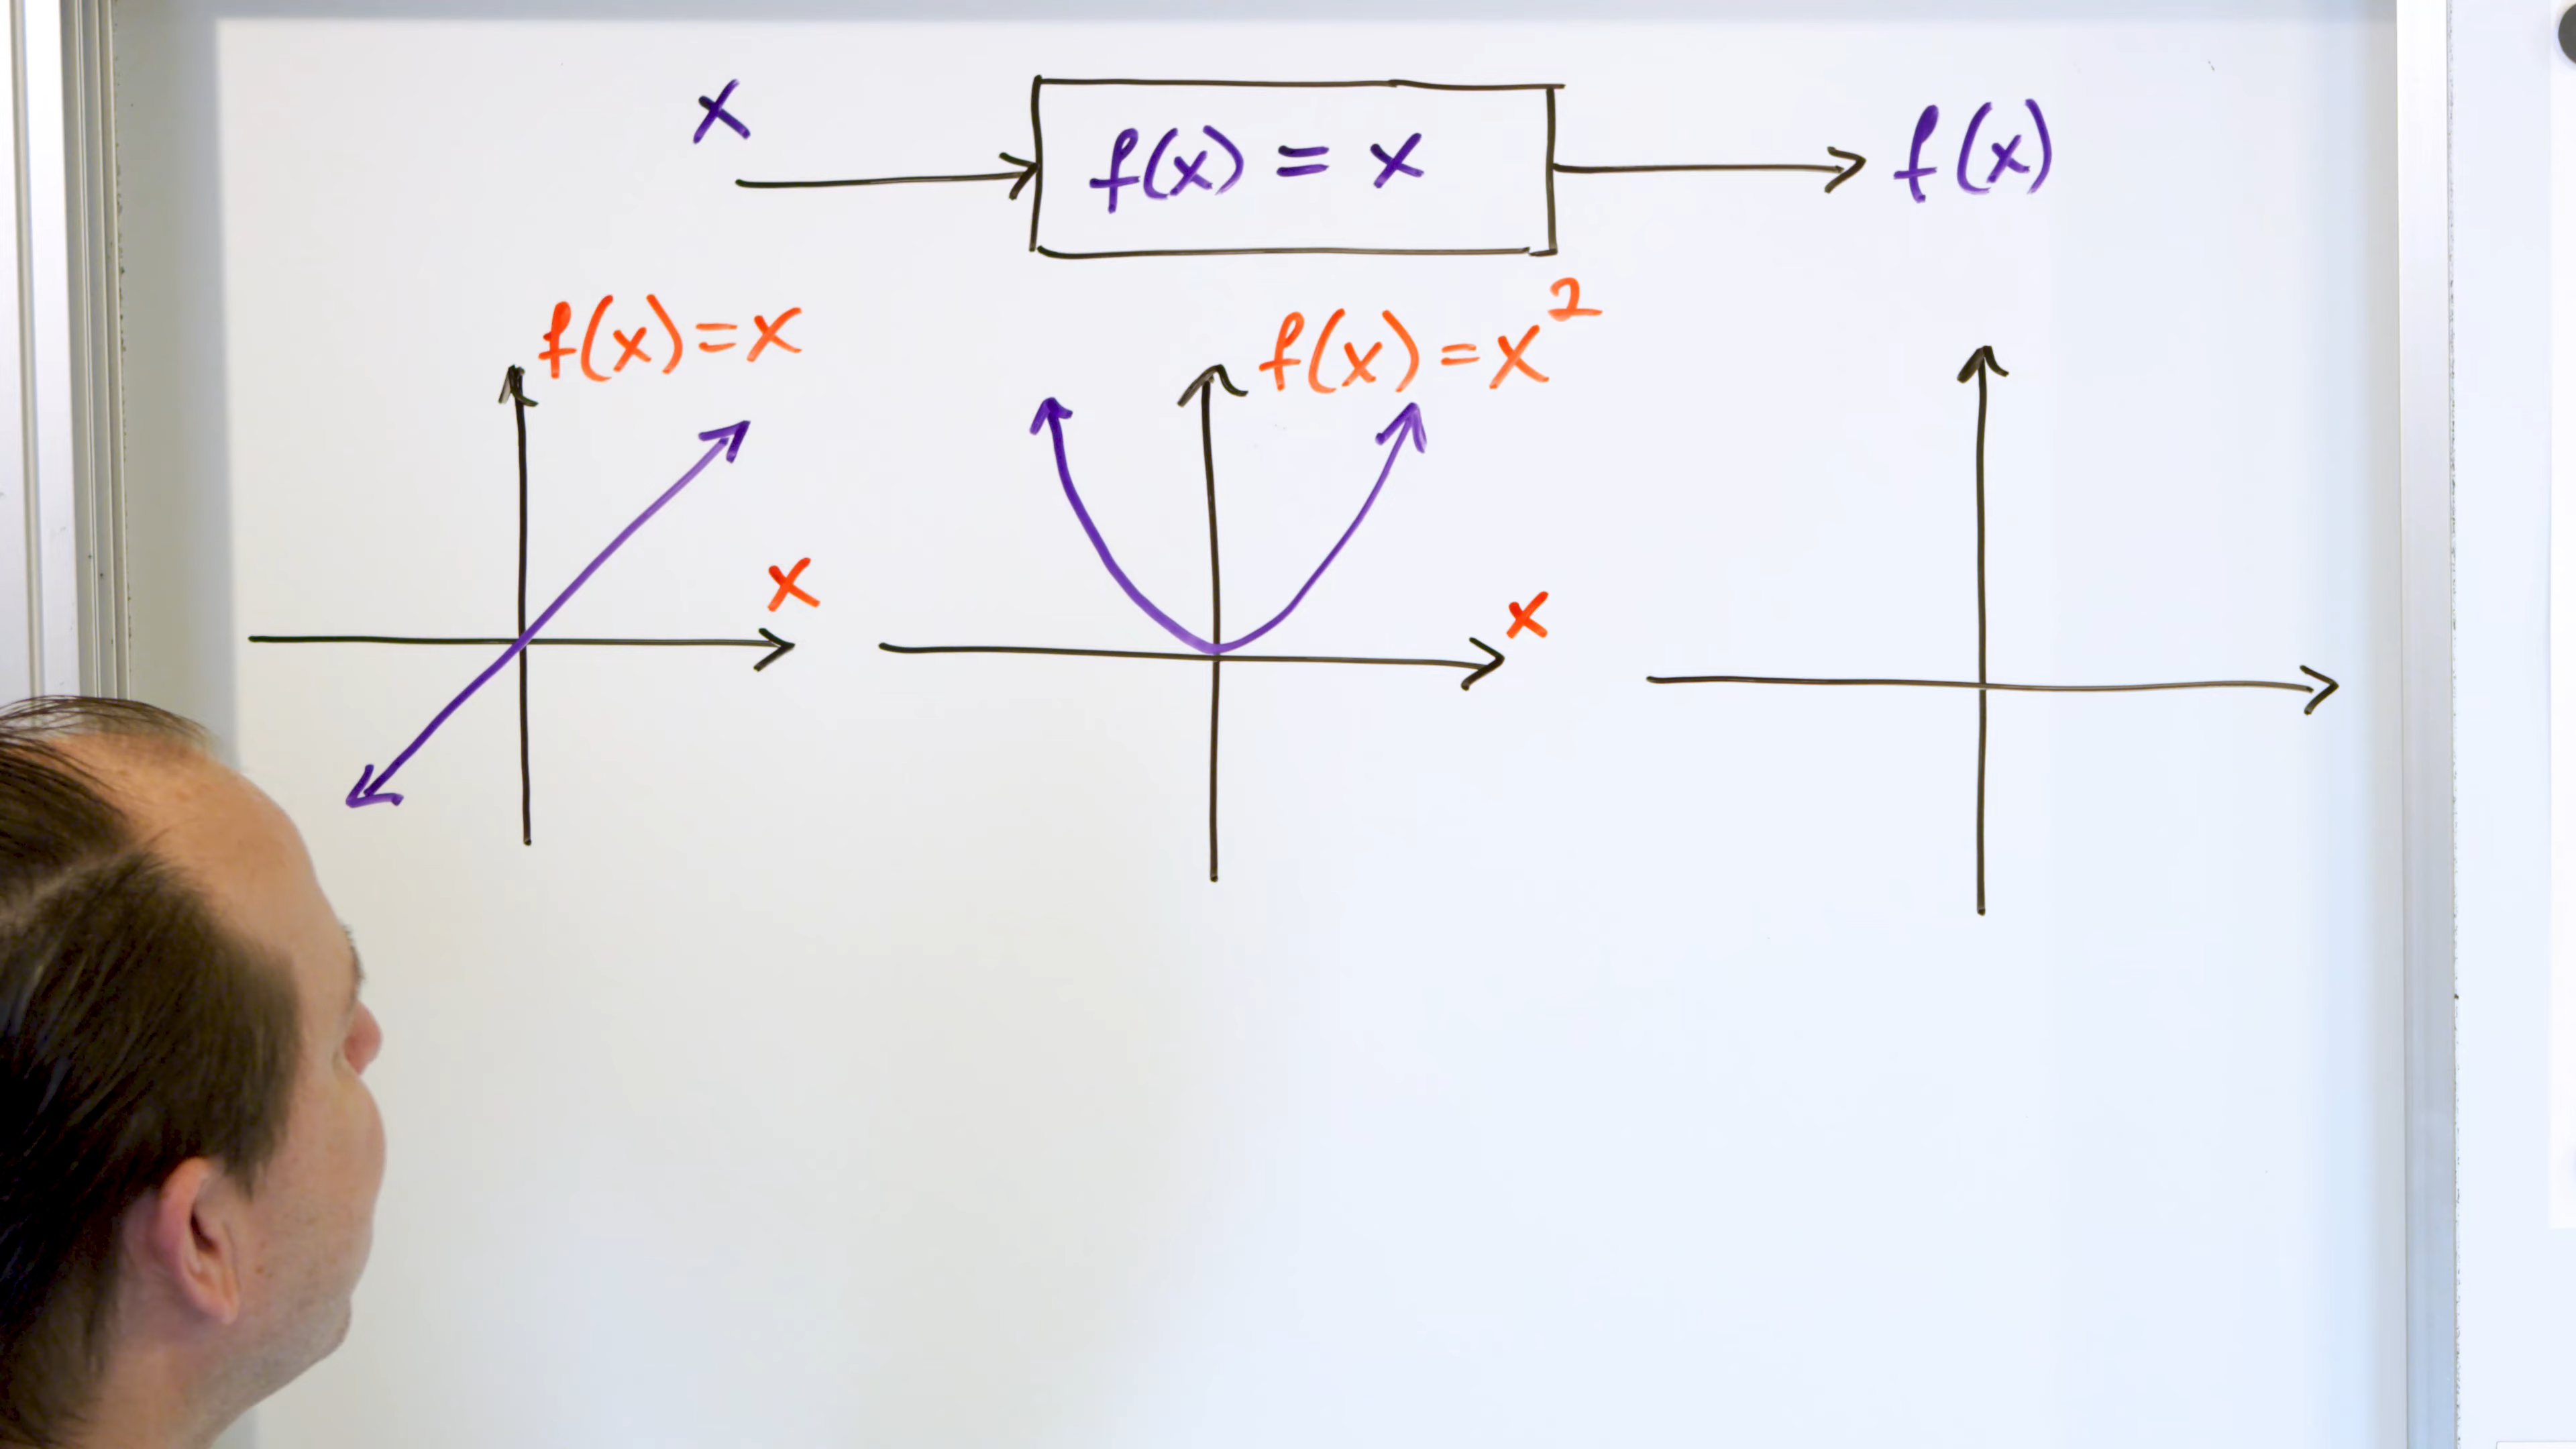 x f(x) = x f(x)
f(x)=x f(x)=x²
x x